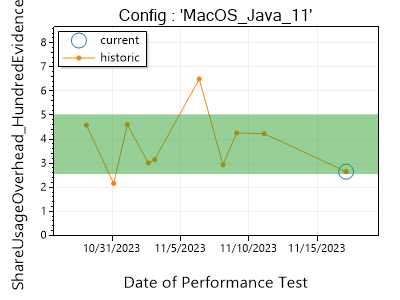 Config : 'MacOS_Java_11'
ShareUsageOverhead_HundredEvidence
current
historic
8
7
6
5
4
3
2
1
0
10/31/2023
11/5/2023
11/10/2023
11/15/2023
Date of Performance Test